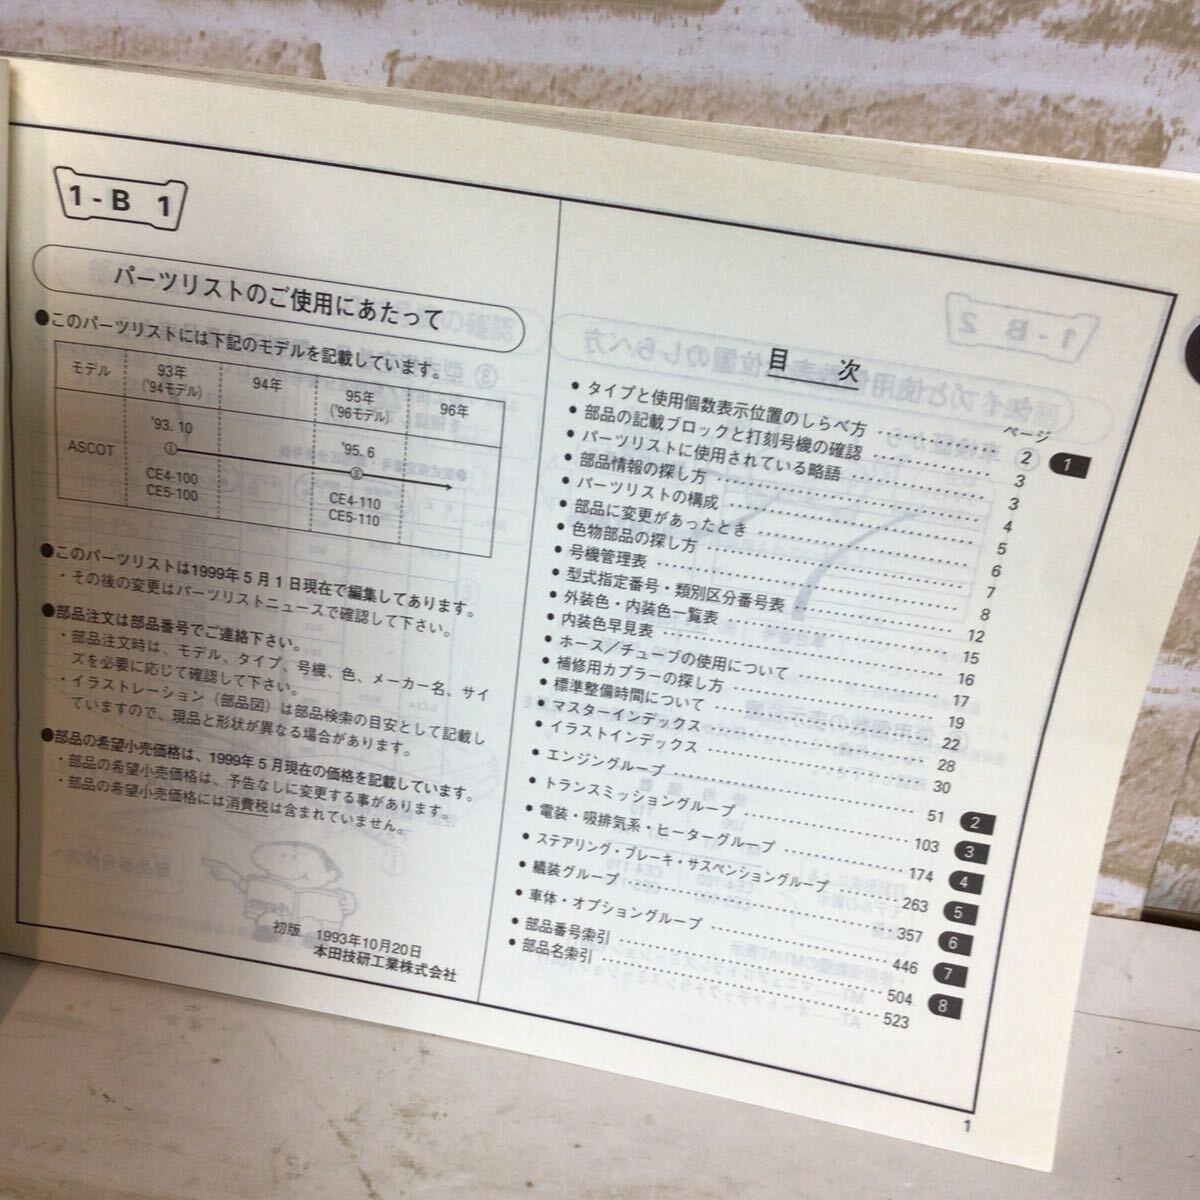 1-B 1
パーツリストのご使用にあたって
●このパーツリストには下記のモデルを記載しています。
モデル 93年 ('94モデル) 94年 95年 ('96モデル) 96年
ASCOT
'93. 10
①
CE4-100
CE5-100
'95. 6
②
CE4-110
CE5-110
●このパーツリストは1999年5月1日現在で編集してあります。
・その後の変更はパーツリストニュースで確認して下さい。
●部品注文は部品番号でご連絡下さい。
・部品注文時は、モデル、タイプ、号機、色、メーカー名、サイ
ズを必要に応じて確認して下さい。
・イラストレーション（部品図）は部品検索の目安として記載し
ていますので、現品と形状が異なる場合があります。
●部品の希望小売価格は、1999年5月現在の価格を記載しています。
・部品の希望小売価格は、予告なしに変更する事があります。
・部品の希望小売価格には消費税は含まれていません。
初版 1993年10月20日
本田技研工業株式会社
目 次
ページ
・タイプと使用個数表示位置のしらべ方 2 1
・部品の記載ブロックと打刻号機の確認 3
・パーツリストに使用されている略語 3
・部品情報の探し方 4
・パーツリストの構成 5
・部品に変更があったとき 6
・色物部品の探し方 7
・号機管理表 8
・型式指定番号・類別区分番号表 12
・外装色・内装色一覧表 15
・内装色早見表 16
・ホース／チューブの使用について 17
・補修用カプラーの探し方 19
・標準整備時間について 22
・マスターインデックス 28
・イラストインデックス 30
・エンジングループ 51 2
・トランスミッショングループ 103 3
・電装・吸排気系・ヒーターグループ 174 4
・ステアリング・ブレーキ・サスペンショングループ 263 5
・艤装グループ 357 6
・車体・オプショングループ 446 7
・部品番号索引 504 8
・部品名索引 523
1